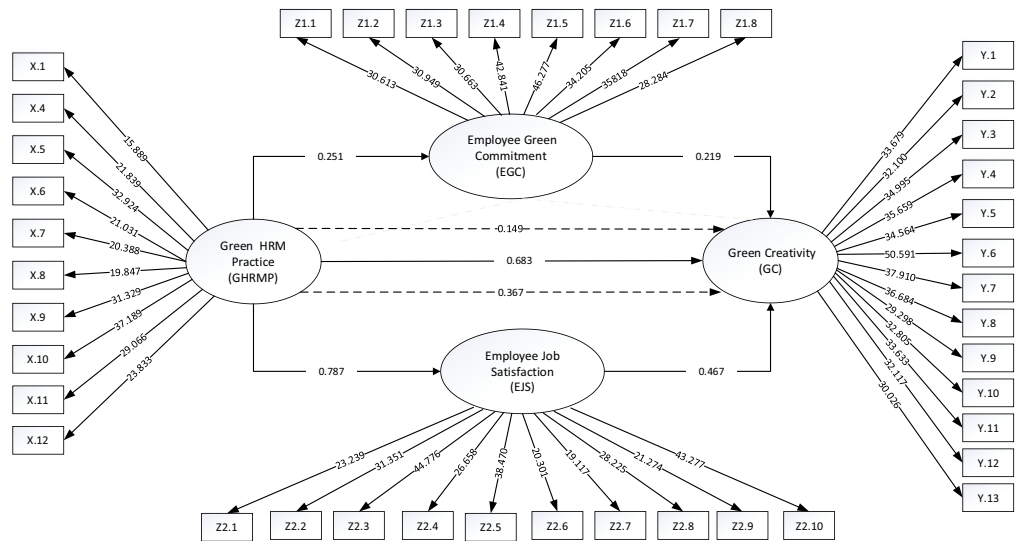 Z1.1
Z1.2
Z1.3
Z1.4
Z1.5
Z1.6
Z1.7
Z1.8
30.613
30.949
30.663
42.841
46.277
34.205
35818
28.284
X.1
X.4
X.5
X.6
X.7
X.8
X.9
X.10
X.11
X.12
15.889
21.839
32.924
21.031
20.388
19.847
31.329
37.189
29.066
23.833
Employee Green
Commitment
(EGC)
0.251
0.219
Green HRM
Practice
(GHRMP)
0.149
0.683
0.367
Green Creativity
(GC)
Employee Job
Satisfaction
(EJS)
0.787
0.467
33.679
32.100
34.995
35.659
34.564
50.591
37.910
36.684
29.298
32.805
33.633
32.117
30.026
Y.1
Y.2
Y.3
Y.4
Y.5
Y.6
Y.7
Y.8
Y.9
Y.10
Y.11
Y.12
Y.13
23.239
31.351
44.776
26.658
38.470
20.301
19.117
28.225
21.274
43.277
Z2.1
Z2.2
Z2.3
Z2.4
Z2.5
Z2.6
Z2.7
Z2.8
Z2.9
Z2.10